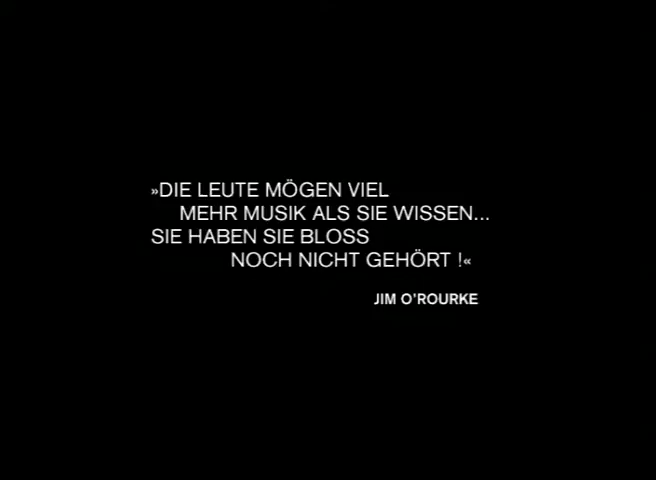 »DIE LEUTE MÖGEN VIEL
MEHR MUSIK ALS SIE WISSEN...
SIE HABEN SIE BLOSS
NOCH NICHT GEHÖRT !«
JIM O'ROURKE